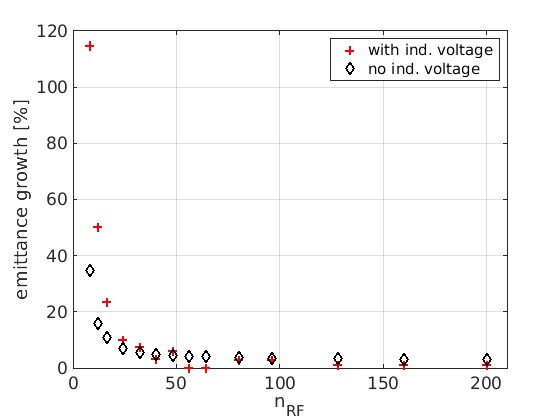 120
with ind. voltage
no ind. voltage
100
80
60
40
20
0
emittance growth [%]
0 50 100 150 200
n_RF